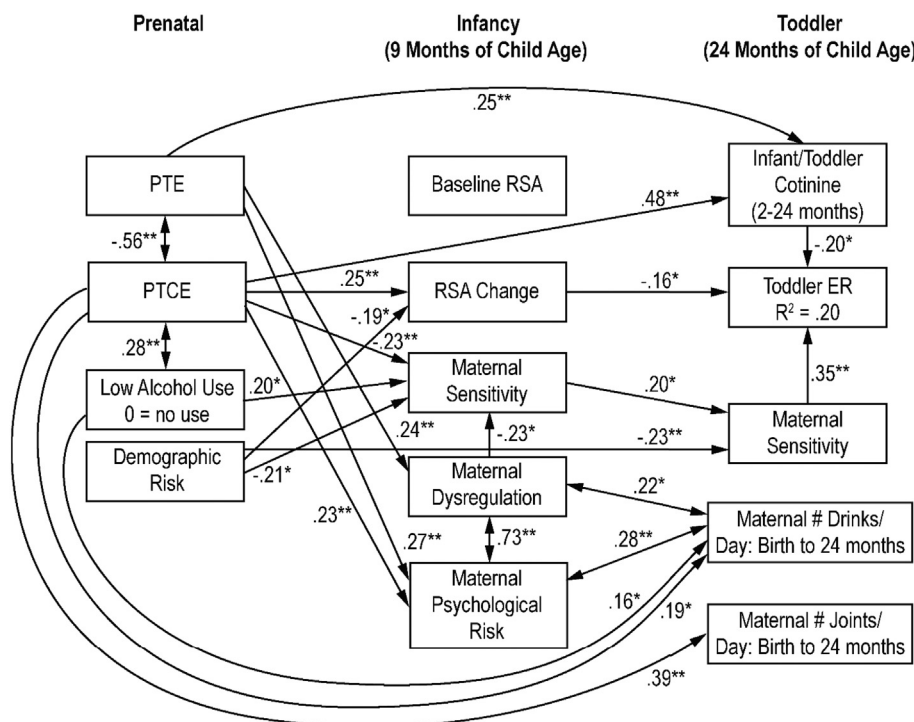 Prenatal
Infancy
(9 Months of Child Age)
Toddler
(24 Months of Child Age)
.25**
PTE
Baseline RSA
Infant/Toddler
Cotinine
(2-24 months)
.48**
-.56**
-.20*
PTCE
.25**
RSA Change
-.16*
Toddler ER
R² = .20
-.19*
-.23**
.28**
Low Alcohol Use
0 = no use
.20*
Maternal
Sensitivity
.20*
.35**
Maternal
Sensitivity
.24**
-.23*
-.23**
Demographic
Risk
-.21*
Maternal
Dysregulation
.22*
.23**
.27**
.73**
.28**
Maternal # Drinks/
Day: Birth to 24 months
Maternal
Psychological
Risk
.16*
.19*
Maternal # Joints/
Day: Birth to 24 months
.39**